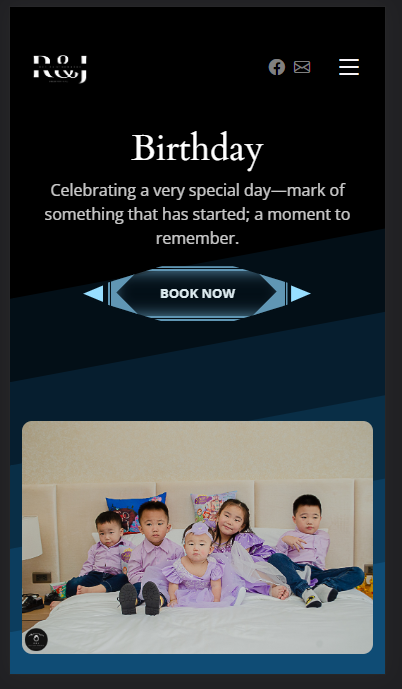 R&J
Birthday
Celebrating a very special day—mark of
something that has started; a moment to
remember.
BOOK NOW